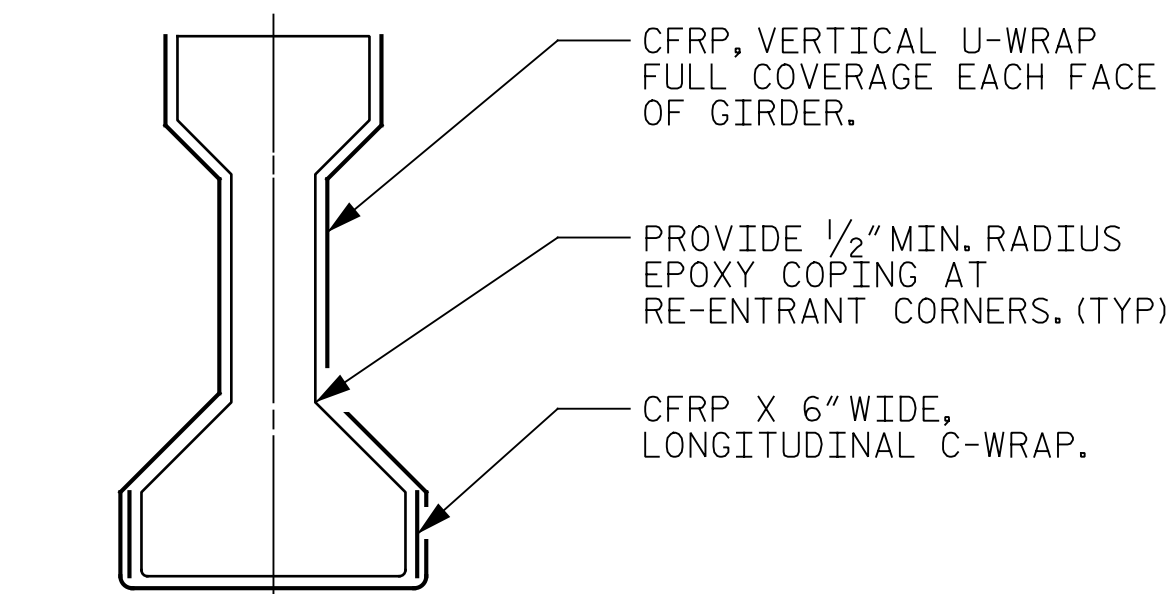 CFRP, VERTICAL U-WRAP
FULL COVERAGE EACH FACE
OF GIRDER.
PROVIDE 1/2" MIN. RADIUS
EPOXY COPING AT
RE-ENTRANT CORNERS. (TYP)
CFRP X 6" WIDE,
LONGITUDINAL C-WRAP.